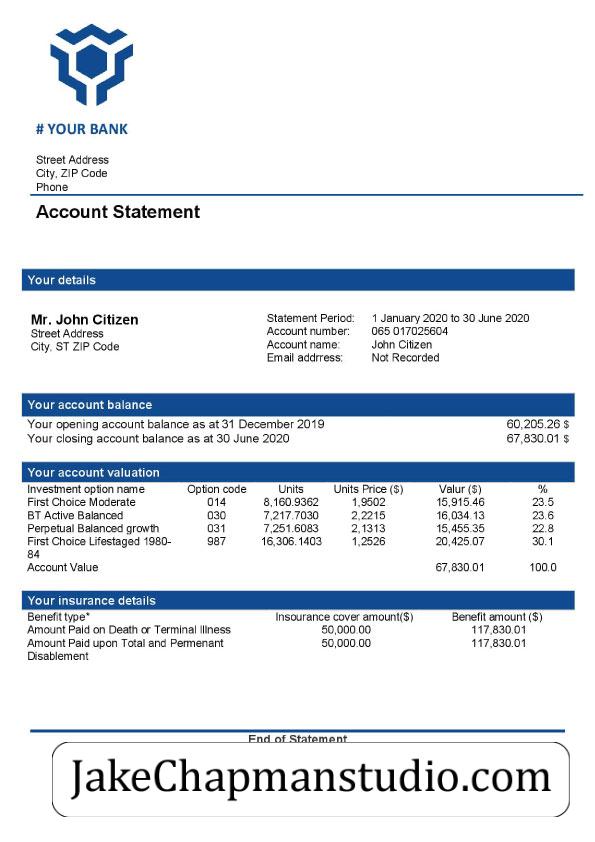 # YOUR BANK
Street Address
City, ZIP Code
Phone
Account Statement
Your details
Mr. John Citizen
Street Address
City, ST ZIP Code
Statement Period: 1 January 2020 to 30 June 2020
Account number: 065 017025604
Account name: John Citizen
Email addrerss: Not Recorded
Your account balance
Your opening account balance as at 31 December 2019 60,205.26 $
Your closing account balance as at 30 June 2020 67,830.01 $
Your account valuation
Investment option name Option code Units Units Price ($) Valur ($) %
First Choice Moderate 014 8,160.9362 1,9502 15,915.46 23.5
BT Active Balanced 030 7,217.7030 2,2215 16,034.13 23.6
Perpetual Balanced growth 031 7,251.6083 2,1313 15,455.35 22.8
First Choice Lifestaged 1980- 987 16,306.1403 1,2526 20,425.07 30.1
84
Account Value 67,830.01 100.0
Your insurance details
Benefit type* Insourance cover amount($) Benefit amount ($)
Amount Paid on Death or Terminal Illness 50,000.00 117,830.01
Amount Paid upon Total and Permenant 50,000.00 117,830.01
Disablement
End of Statement
JakeChapmanstudio.com